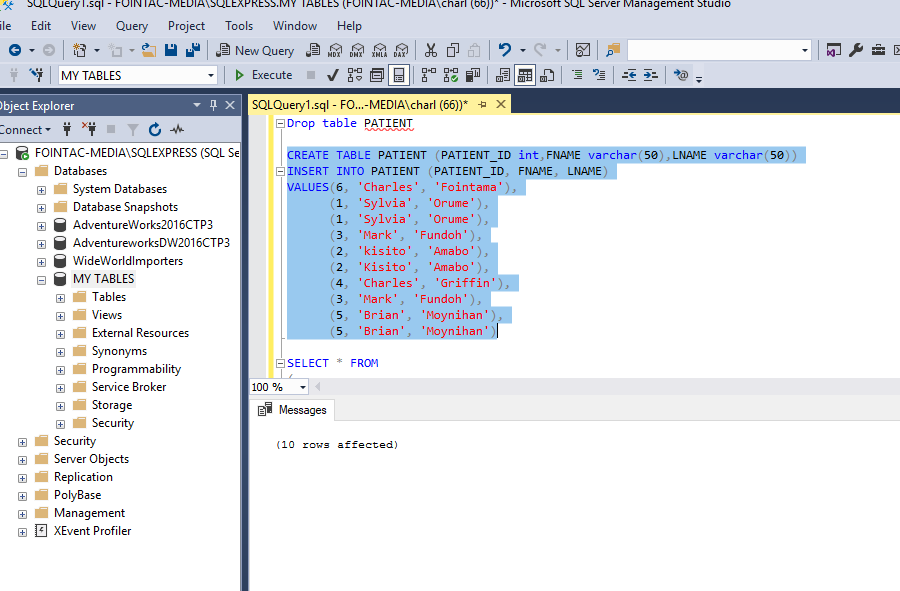 SQLQuery1.sql - FOINTAC-MEDIA\SQLEXPRESS.MY TABLES (FOINTAC-MEDIA\charl (66))* - Microsoft SQL Server Management Studio
ile Edit View Query Project Tools Window Help
New Query MDX DMX XMLA DAX
MY TABLES Execute
Object Explorer
SQLQuery1.sql - FO...-MEDIA\charl (66))*
Connect
FOINTAC-MEDIA\SQLEXPRESS (SQL Se
Databases
System Databases
Database Snapshots
AdventureWorks2016CTP3
AdventureworksDW2016CTP3
WideWorldImporters
MY TABLES
Tables
Views
External Resources
Synonyms
Programmability
Service Broker
Storage
Security
Security
Server Objects
Replication
PolyBase
Management
XEvent Profiler
Drop table PATIENT
CREATE TABLE PATIENT (PATIENT_ID int,FNAME varchar(50),LNAME varchar(50))
INSERT INTO PATIENT (PATIENT_ID, FNAME, LNAME)
VALUES(6, 'Charles', 'Fointama'),
(1, 'Sylvia', 'Orume'),
(1, 'Sylvia', 'Orume'),
(3, 'Mark', 'Fundoh'),
(2, 'kisito', 'Amabo'),
(2, 'Kisito', 'Amabo'),
(4, 'Charles', 'Griffin'),
(3, 'Mark', 'Fundoh'),
(5, 'Brian', 'Moynihan'),
(5, 'Brian', 'Moynihan')
SELECT * FROM
(
100 %
Messages
(10 rows affected)